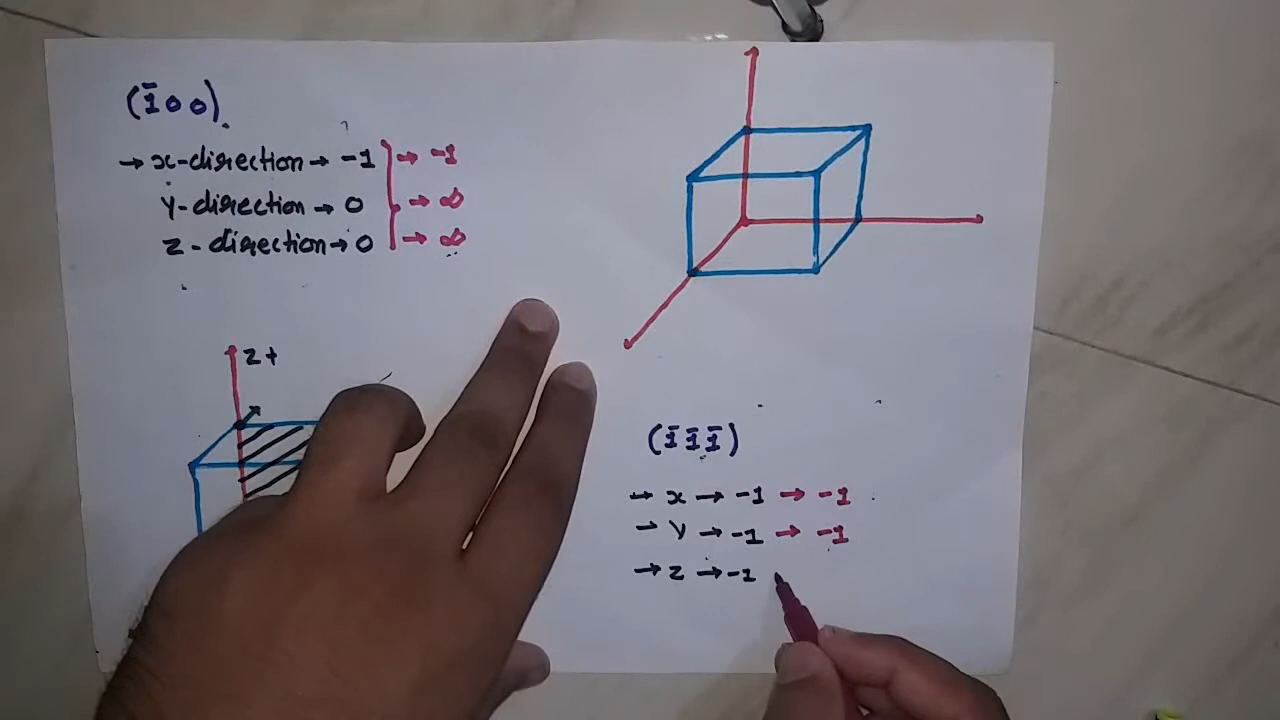 (1̄00)
→ x-direction → -1 → -1
Y-direction → 0 → ∞
z-direction → 0 → ∞
z+
(1̄1̄1̄)
→ x → -1 → -1
→ Y → -1 → -1
→ z → -1